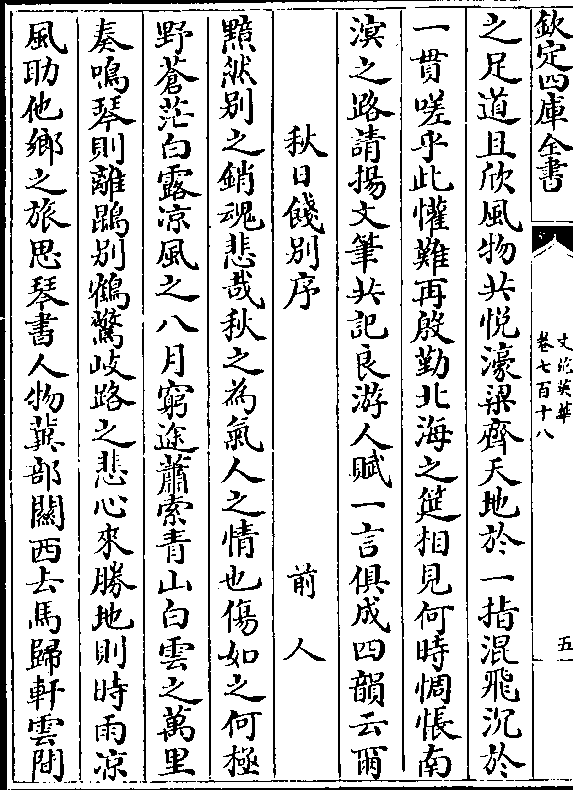 欽定四庫全書
文苑英華
卷七百十八
五
之足道且欣風物共悦濠梁齊天地於一指混飛沉於
一貫嗟乎此懽難再殷勤北海之筵相見何時惆悵南
溟之路請揚文筆共記良游人賦一言俱成四韻云爾
秋日餞別序 前人
黯然别之銷魂悲哉秋之為氣人之情也傷如之何極
野蒼茫白露凉風之八月窮途蕭索青山白雲之萬里
奏鳴琴則離鵾别鶴驚岐路之悲心來勝地則時雨凉
風助他鄉之旅思琴書人物冀部關西去馬歸軒雲間